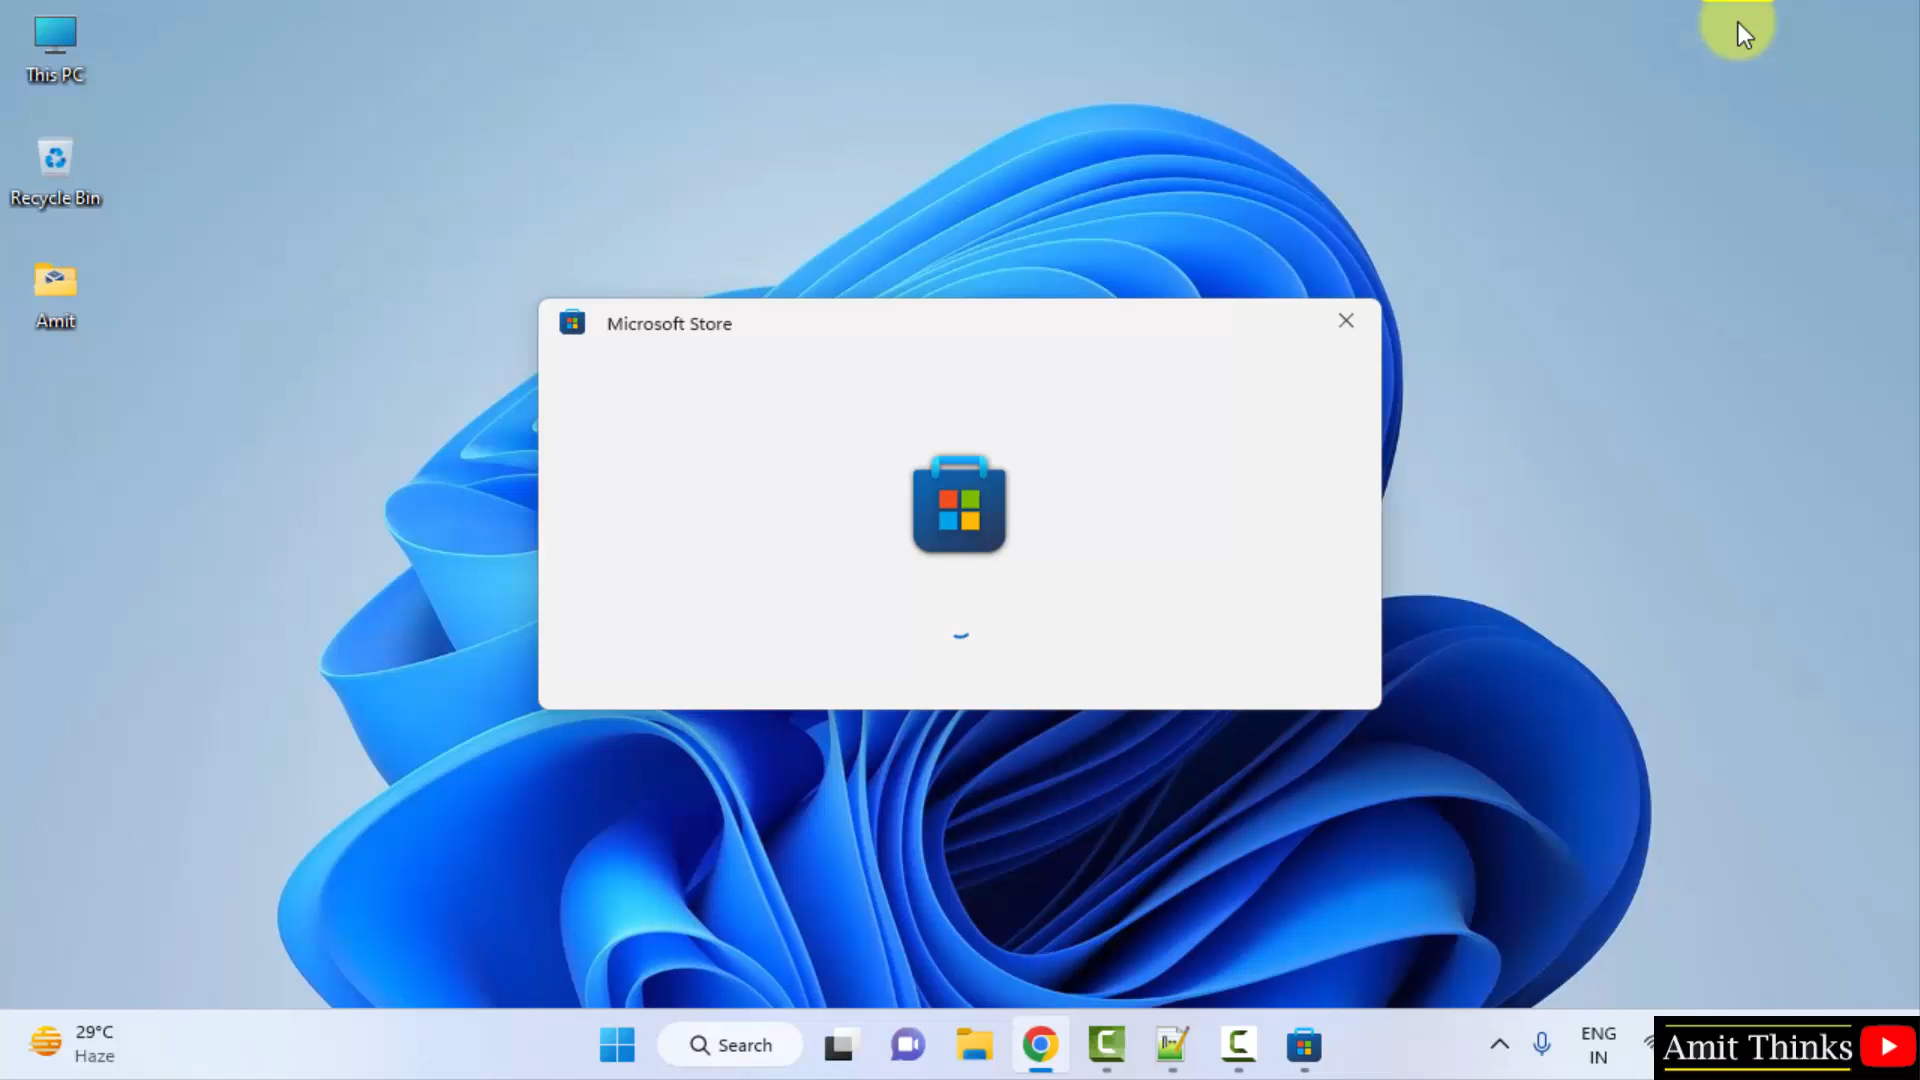 This PC
Recycle Bin
Amit
Microsoft Store
29°C
Haze
Search
ENG
IN
Amit Thinks